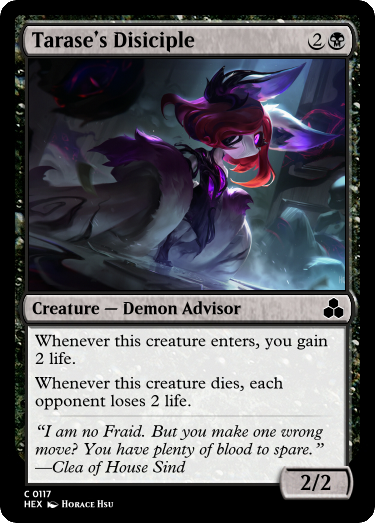 Tarase's Disiciple 2
Creature — Demon Advisor
Whenever this creature enters, you gain
2 life.
Whenever this creature dies, each
opponent loses 2 life.
“I am no Fraid. But you make one wrong
move? You have plenty of blood to spare.”
—Clea of House Sind
2/2
C 0117
HEX Horace Hsu